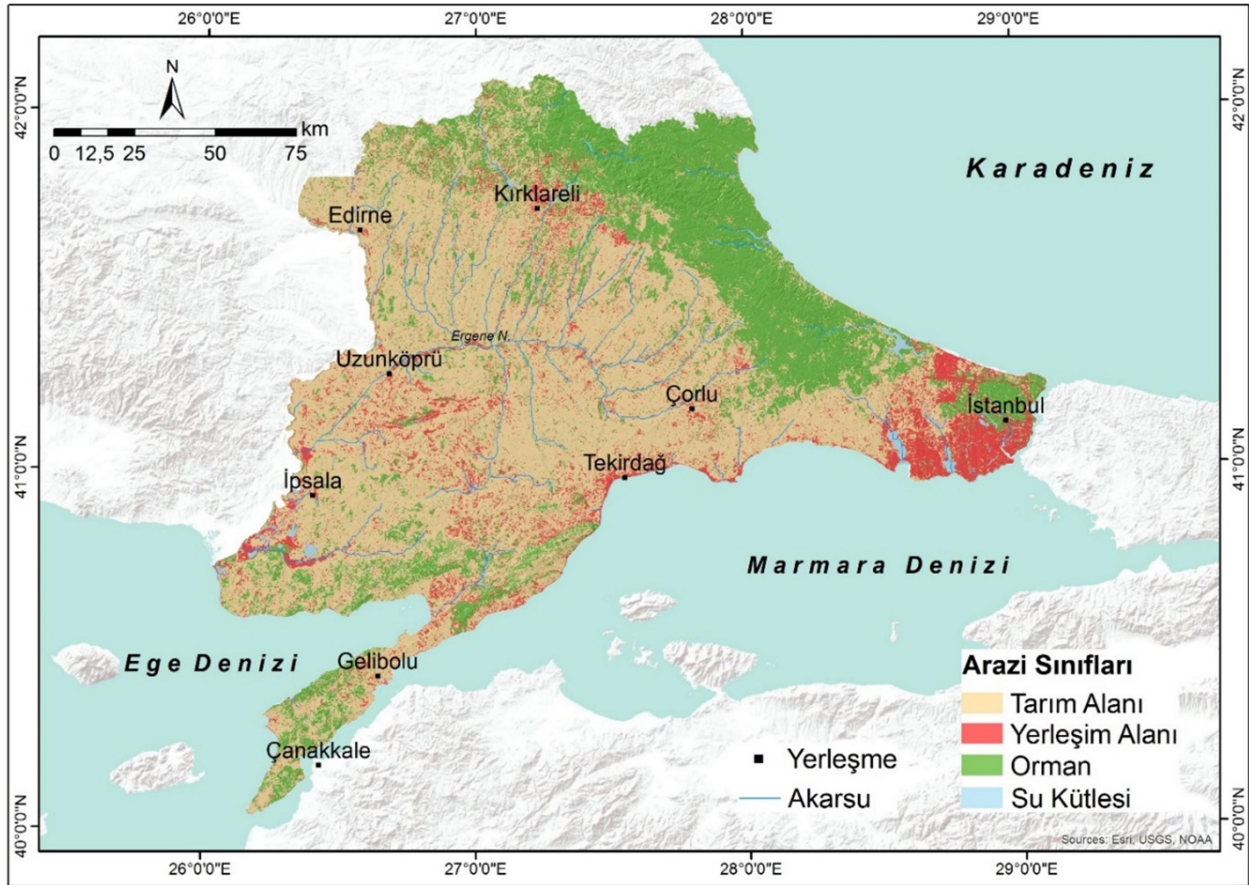 26°0'0"E 27°0'0"E 28°0'0"E 29°0'0"E
42°0'0"N
42°0'0"N
N
km
0 12,5 25 50 75
Karadeniz
Kırklareli
Edirne
Ergene N.
Uzunköprü
Çorlu
İstanbul
41°0'0"N
41°0'0"N
Tekirdağ
İpsala
Marmara Denizi
Ege Denizi
Gelibolu
Çanakkale
Arazi Sınıfları
Tarım Alanı
Yerleşim Alanı
Orman
Su Kütlesi
Yerleşme
Akarsu
40°0'0"N
40°0'0"N
Sources: Esri, USGS, NOAA
26°0'0"E 27°0'0"E 28°0'0"E 29°0'0"E